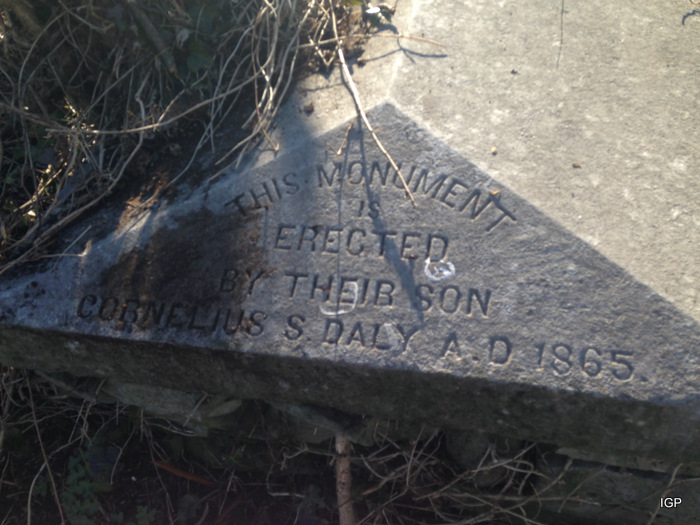 THIS MONUMENT
IS
ERECTED
BY THEIR SON
CORNELIUS S. DALY A.D 1865.
IGP